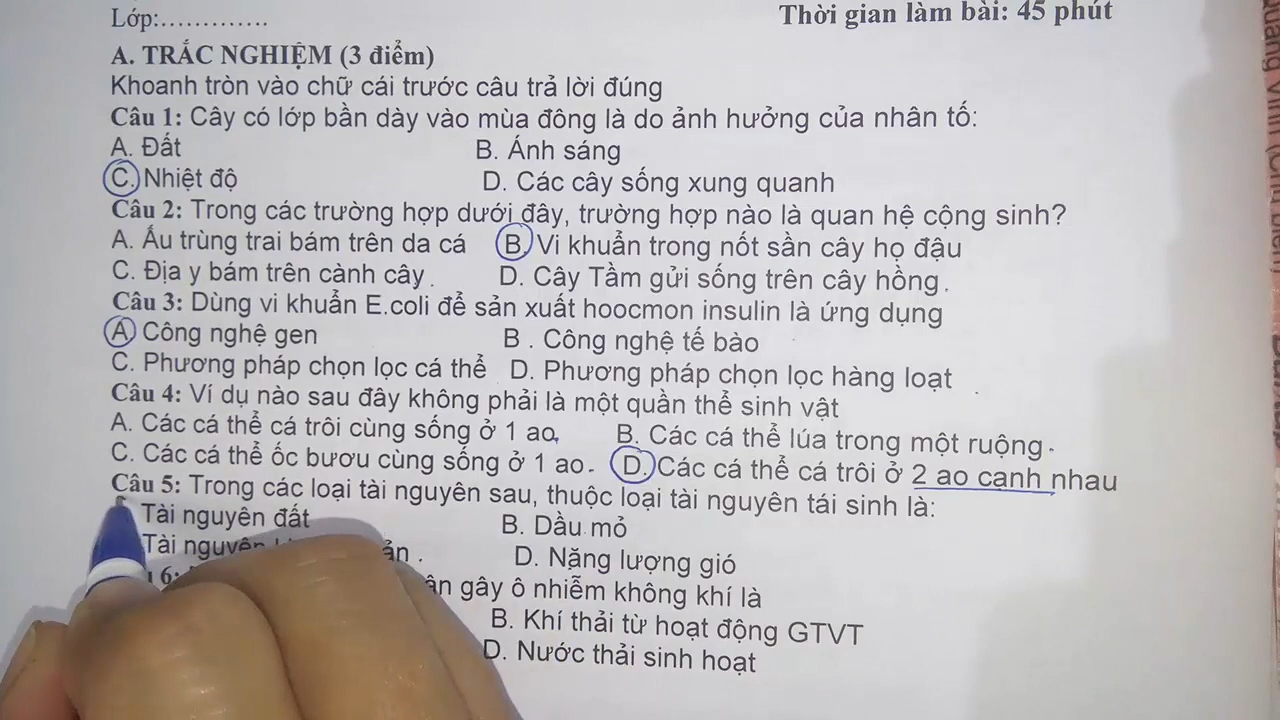 Lớp:.............
Thời gian làm bài: 45 phút
A. TRẮC NGHIỆM (3 điểm)
Khoanh tròn vào chữ cái trước câu trả lời đúng
Câu 1: Cây có lớp bần dày vào mùa đông là do ảnh hưởng của nhân tố:
A. Đất B. Ánh sáng
C. Nhiệt độ D. Các cây sống xung quanh
Câu 2: Trong các trường hợp dưới đây, trường hợp nào là quan hệ cộng sinh?
A. Ấu trùng trai bám trên da cá B. Vi khuẩn trong nốt sần cây họ đậu
C. Địa y bám trên cành cây. D. Cây Tầm gửi sống trên cây hồng.
Câu 3: Dùng vi khuẩn E.coli để sản xuất hoocmon insulin là ứng dụng
A Công nghệ gen B . Công nghệ tế bào
C. Phương pháp chọn lọc cá thể D. Phương pháp chọn lọc hàng loạt
Câu 4: Ví dụ nào sau đây không phải là một quần thể sinh vật
A. Các cá thể cá trôi cùng sống ở 1 ao, B. Các cá thể lúa trong một ruộng.
C. Các cá thể ốc bươu cùng sống ở 1 ao. D. Các cá thể cá trôi ở 2 ao cạnh nhau
Câu 5: Trong các loại tài nguyên sau, thuộc loại tài nguyên tái sinh là:
Tài nguyên đất B. Dầu mỏ
Tài nguyên D. Nặng lượng gió
6: gây ô nhiễm không khí là
B. Khí thải từ hoạt động GTVT
D. Nước thải sinh hoạt